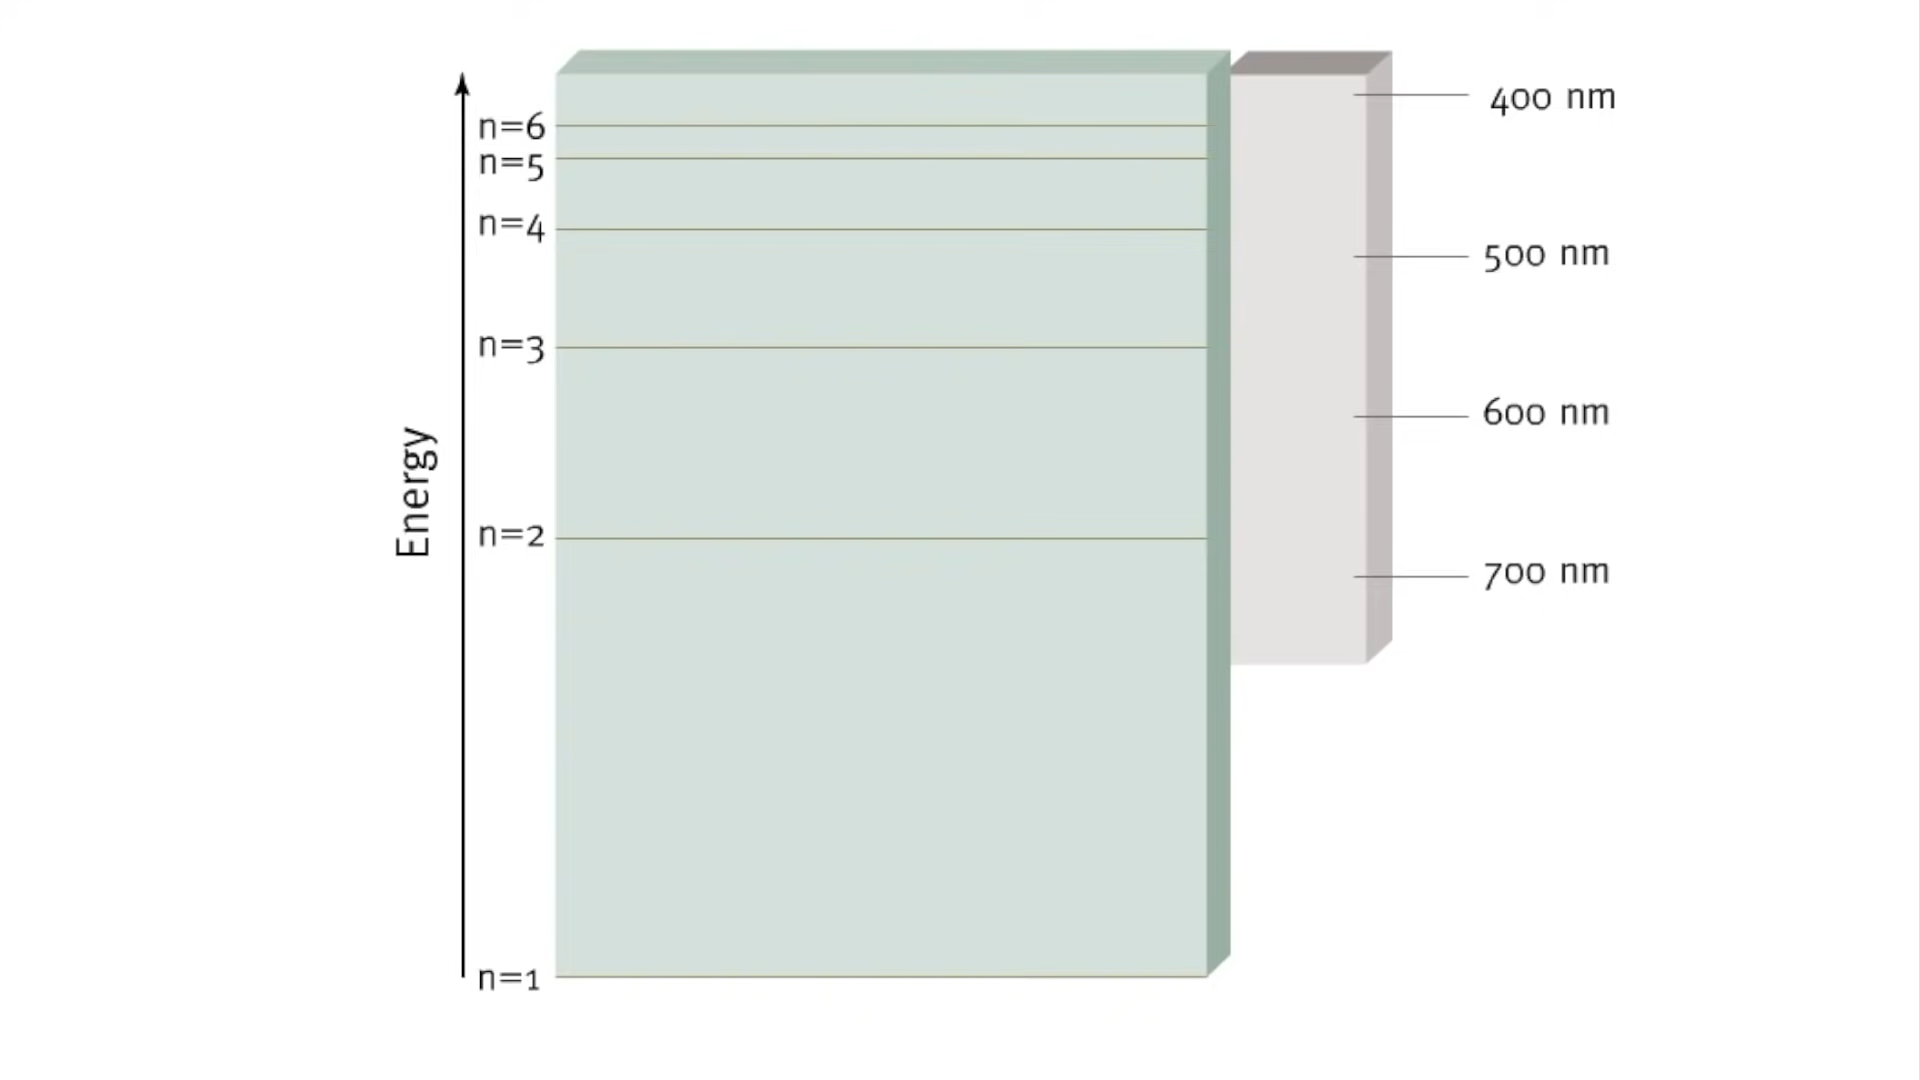 Energy
n=6
n=5
n=4
n=3
n=2
n=1
400 nm
500 nm
600 nm
700 nm